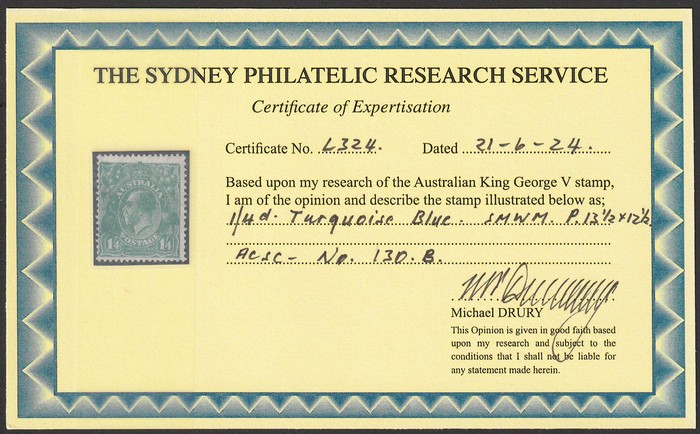 THE SYDNEY PHILATELIC RESEARCH SERVICE
Certificate of Expertisation
Certificate No. L324. Dated 21-6-24.
Based upon my research of the Australian King George V stamp,
I am of the opinion and describe the stamp illustrated below as;
1/4d. Turquoise Blue. SMWM. P. 13½ x 12½.
ACSC- No. 130.B.
AUSTRALIA
POSTAGE
1/4 1/4
Michael DRURY
This Opinion is given in good faith based
upon my research and subject to the
conditions that I shall not be liable for
any statement made herein.